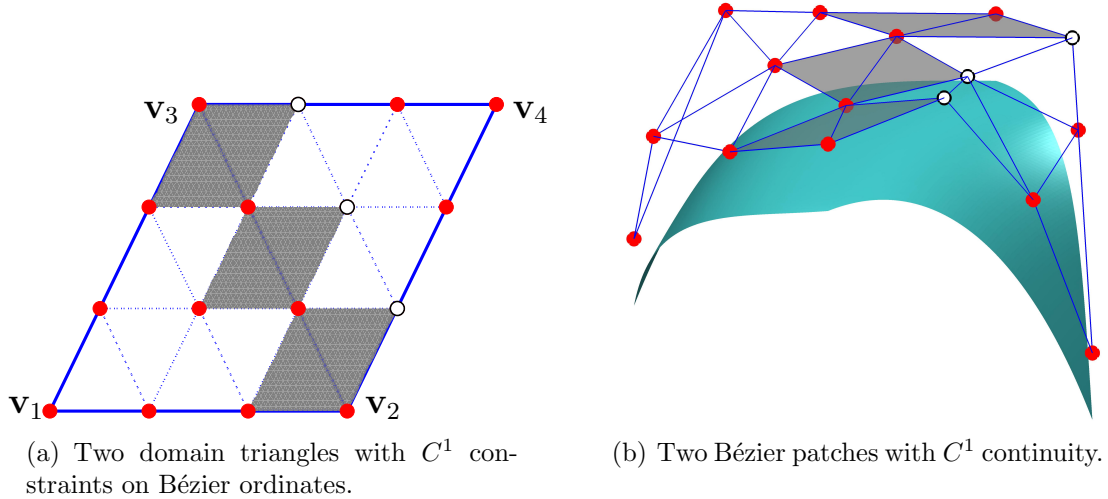 v₃
v₄
v₁
v₂
(a) Two domain triangles with C¹ con-
straints on Bézier ordinates.
(b) Two Bézier patches with C¹ continuity.